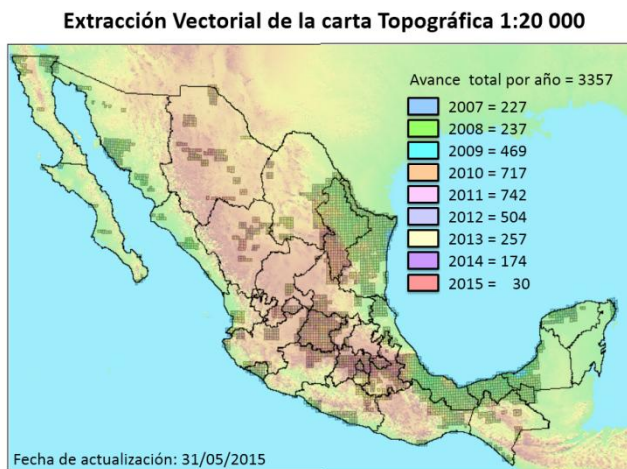 Extracción Vectorial de la carta Topográfica 1:20 000
Avance total por año = 3357
2007 = 227
2008 = 237
2009 = 469
2010 = 717
2011 = 742
2012 = 504
2013 = 257
2014 = 174
2015 = 30
Fecha de actualización: 31/05/2015